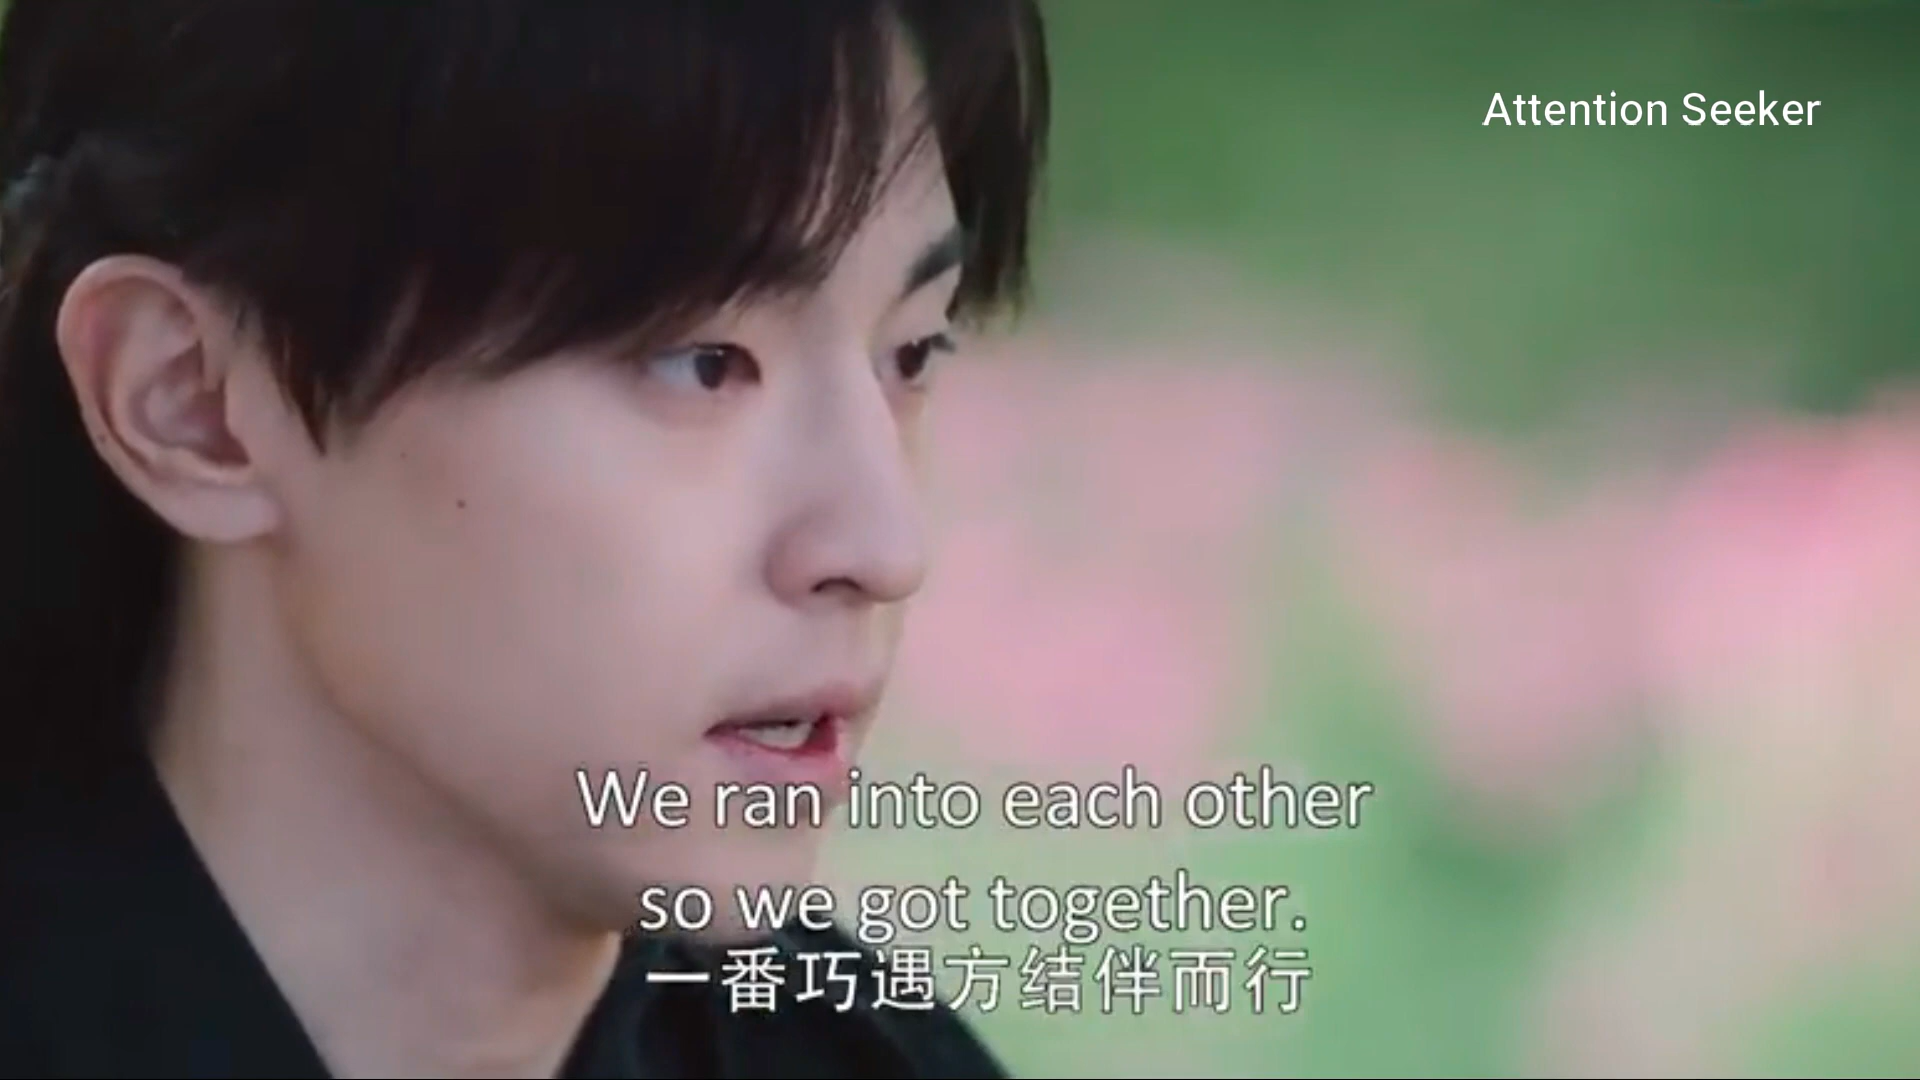 Attention Seeker
We ran into each other
so we got together.
一番巧遇方结伴而行